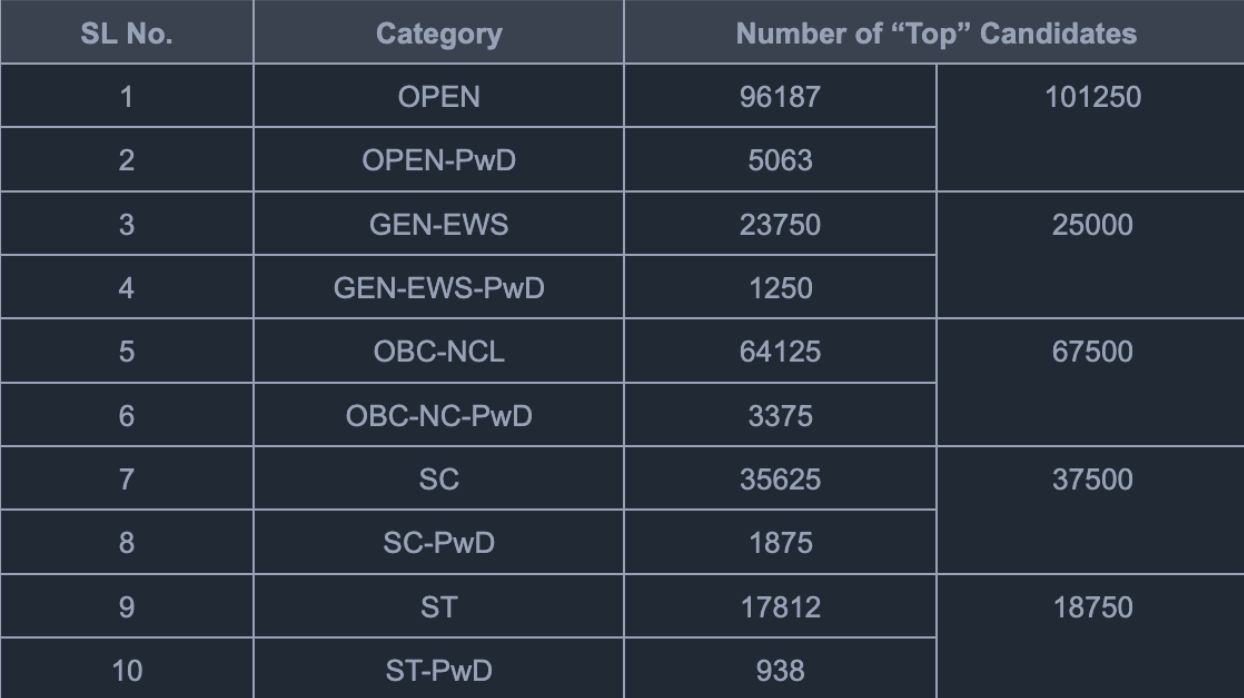 SL No. Category Number of “Top” Candidates
1 OPEN 96187 101250
2 OPEN-PwD 5063
3 GEN-EWS 23750 25000
4 GEN-EWS-PwD 1250
5 OBC-NCL 64125 67500
6 OBC-NC-PwD 3375
7 SC 35625 37500
8 SC-PwD 1875
9 ST 17812 18750
10 ST-PwD 938